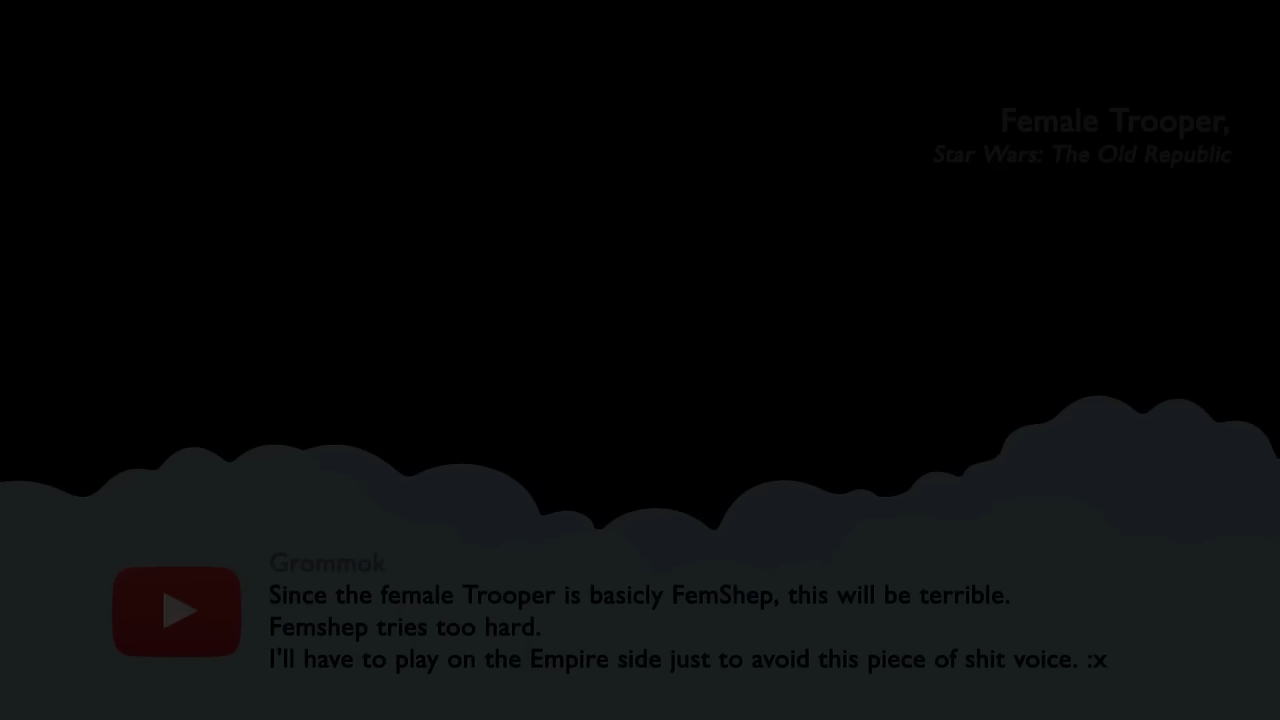 Female Trooper,
Star Wars: The Old Republic
Grommok
Since the female Trooper is basicly FemShep, this will be terrible.
Femshep tries too hard.
I'll have to play on the Empire side just to avoid this piece of shit voice. :x